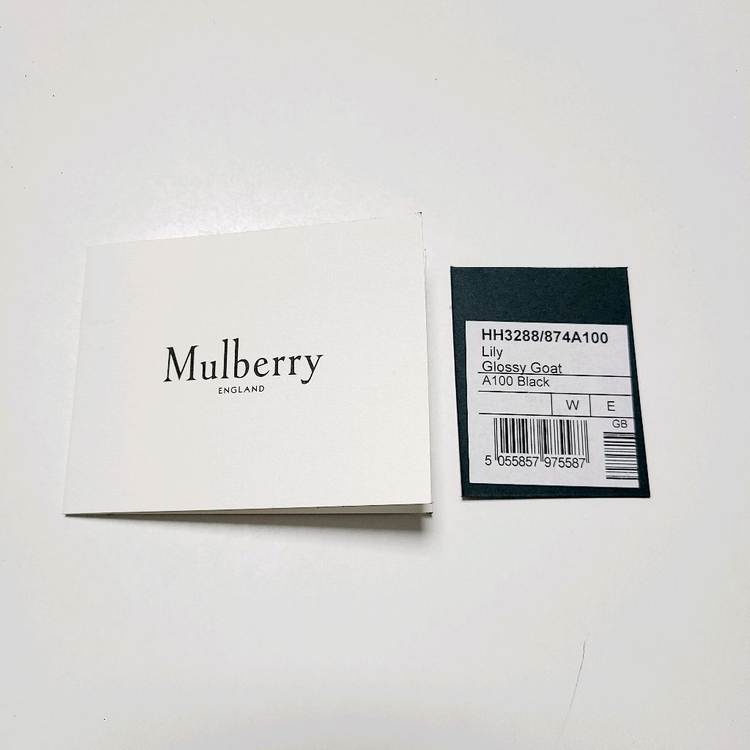 Mulberry
ENGLAND
HH3288/874A100
Lily
Glossy Goat
A100 Black
W E
GB
5 055857 975587